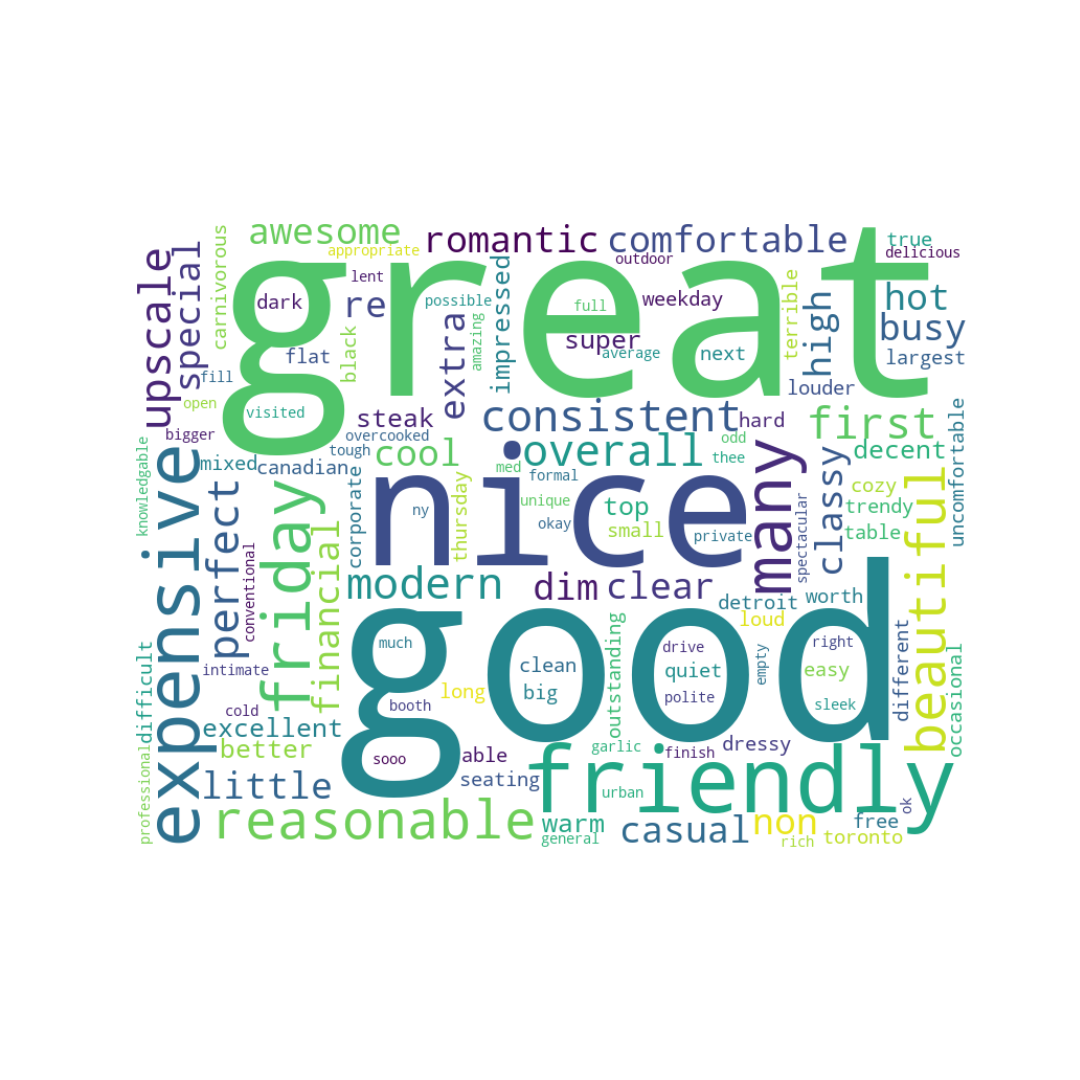 great
good
nice
friendly
expensive
friday
many
beautiful
reasonable
awesome
romantic
comfortable
true
delicious
appropriate
outdoor
carnivorous
special
upscale
dark
lent
re
possible
extra
impressed
full
weekday
terrible
high
hot
busy
largest
flat
black
amazing
super
average
next
louder
fill
open
visited
steak
consistent
hard
first
uncomfortable
bigger
overcooked
tough
cool
overall
odd
thee
decent
knowledgable
mixed
canadian
corporate
med
formal
unique
okay
ny
thursday
top
small
private
spectacular
classy
cozy
trendy
table
perfect
financial
conventional
modern
dim
clear
detroit
worth
loud
intimate
much
clean
big
quiet
drive
polite
empty
right
easy
sleek
different
occasional
outstanding
long
booth
difficult
cold
excellent
better
professional
little
sooo
able
seating
garlic
finish
dressy
urban
warm
general
casual
non
rich
free
toronto
ok